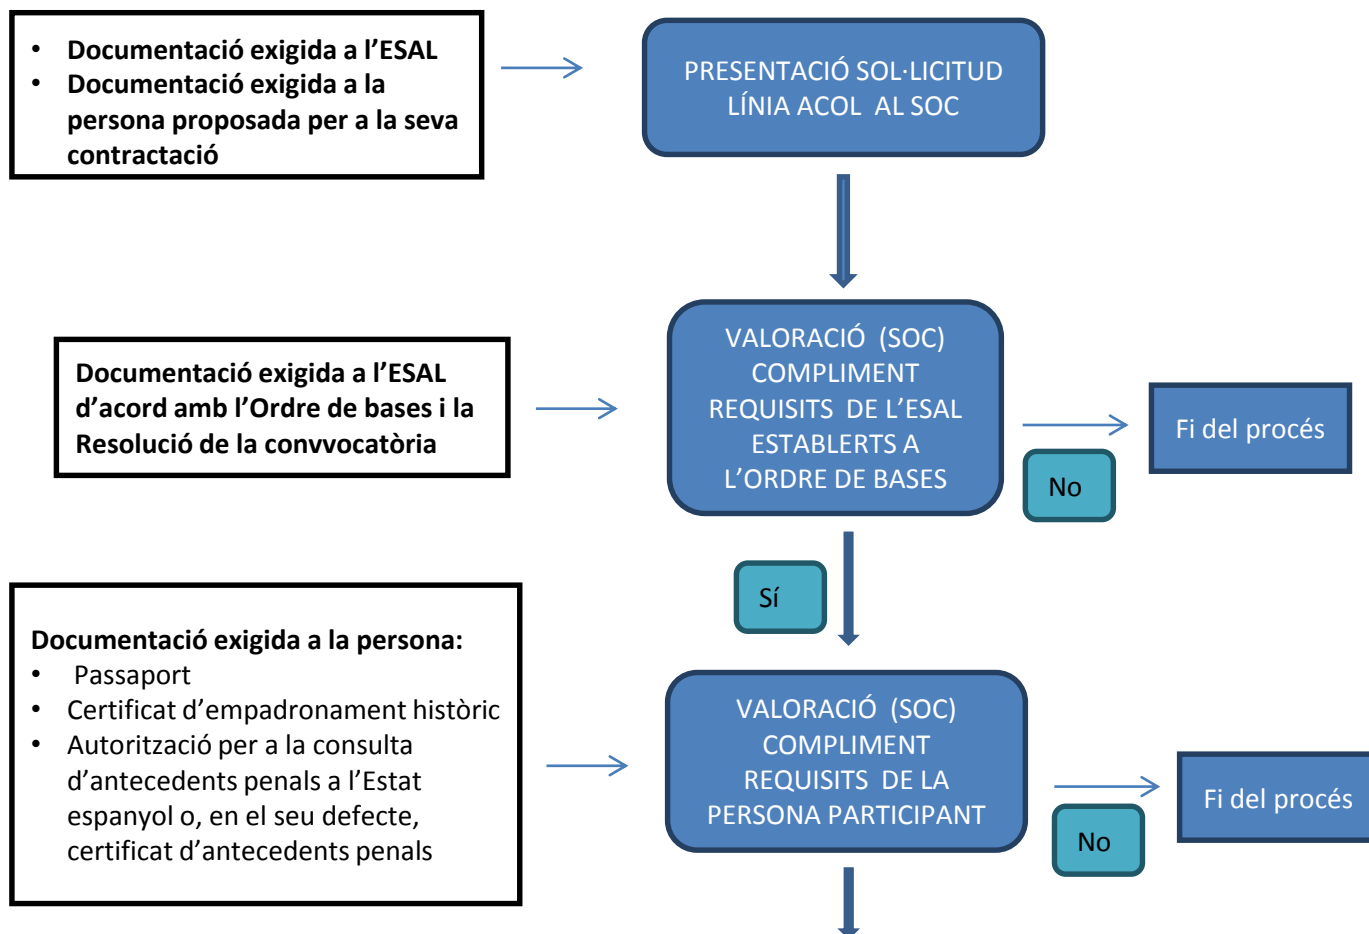 • Documentació exigida a l’ESAL
• Documentació exigida a la
persona proposada per a la seva
contractació
PRESENTACIÓ SOL·LICITUD
LÍNIA ACOL AL SOC
Documentació exigida a l’ESAL
d’acord amb l’Ordre de bases i la
Resolució de la convvocatòria
VALORACIÓ (SOC)
COMPLIMENT
REQUISITS DE L’ESAL
ESTABLERTS A
L’ORDRE DE BASES
No
Fi del procés
Sí
Documentació exigida a la persona:
• Passaport
• Certificat d’empadronament històric
• Autorització per a la consulta
d’antecedents penals a l’Estat
espanyol o, en el seu defecte,
certificat d’antecedents penals
VALORACIÓ (SOC)
COMPLIMENT
REQUISITS DE LA
PERSONA PARTICIPANT
No
Fi del procés